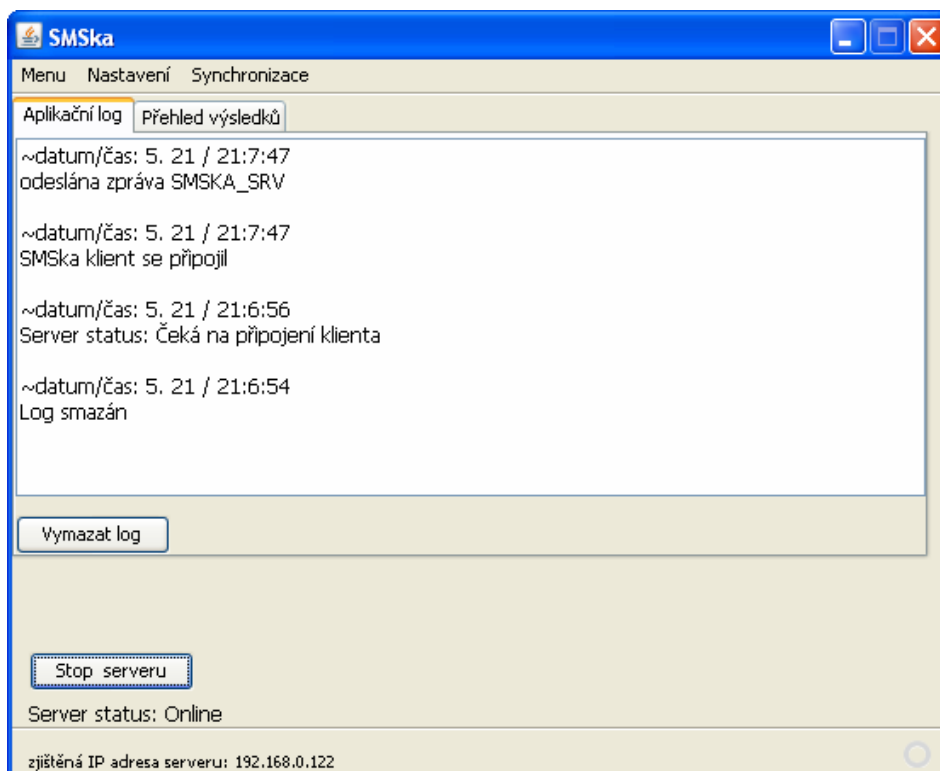 SMSka
Menu Nastavení Synchronizace
Aplikační log Přehled výsledků
~datum/čas: 5. 21 / 21:7:47
odeslána zpráva SMSKA_SRV
~datum/čas: 5. 21 / 21:7:47
SMSka klient se připojil
~datum/čas: 5. 21 / 21:6:56
Server status: Čeká na připojení klienta
~datum/čas: 5. 21 / 21:6:54
Log smazán
Vymazat log
Stop serveru
Server status: Online
zjištěná IP adresa serveru: 192.168.0.122